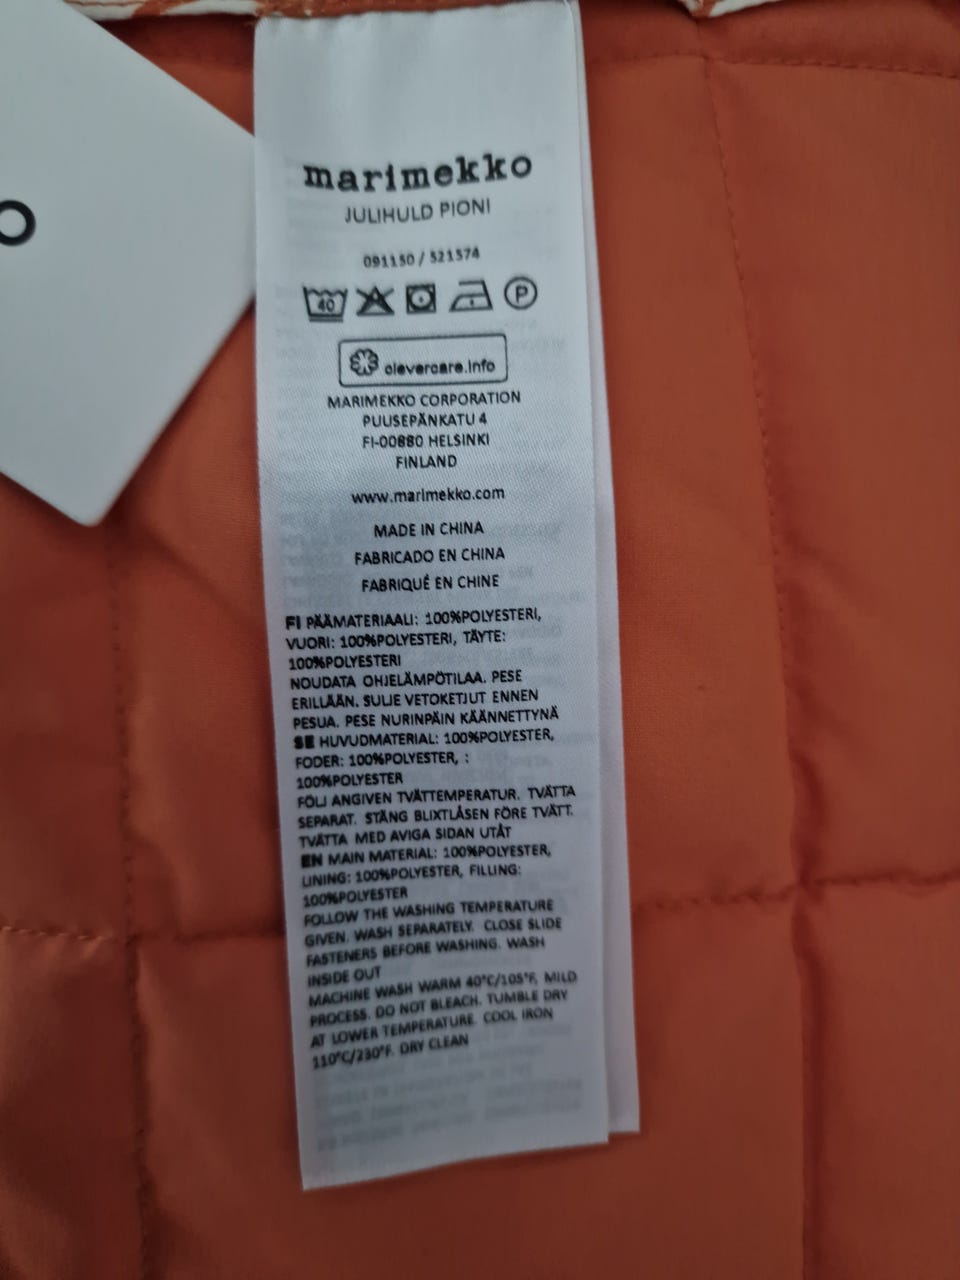 o
marimekko
JULIHULD PIONI
091130 / 521574
40 P
clevercare.info
MARIMEKKO CORPORATION
PUUSEPÄNKATU 4
FI-00880 HELSINKI
FINLAND
www.marimekko.com
MADE IN CHINA
FABRICADO EN CHINA
FABRIQUÉ EN CHINE
FI PÄÄMATERIAALI: 100%POLYESTERI,
VUORI: 100%POLYESTERI, TÄYTE:
100%POLYESTERI
NOUDATA OHJELÄMPÖTILAA. PESE
ERILLÄÄN. SULJE VETOKETJUT ENNEN
PESUA. PESE NURINPÄIN KÄÄNNETTYNÄ
SE HUVUDMATERIAL: 100%POLYESTER,
FODER: 100%POLYESTER, :
100%POLYESTER
FÖLJ ANGIVEN TVÄTTEMPERATUR. TVÄTTA
SEPARAT. STÄNG BLIXTLÅSEN FÖRE TVÄTT.
TVÄTTA MED AVIGA SIDAN UTÅT
EN MAIN MATERIAL: 100%POLYESTER,
LINING: 100%POLYESTER, FILLING:
100%POLYESTER
FOLLOW THE WASHING TEMPERATURE
GIVEN. WASH SEPARATELY. CLOSE SLIDE
FASTENERS BEFORE WASHING. WASH
INSIDE OUT
MACHINE WASH WARM 40°C/105°F, MILD
PROCESS. DO NOT BLEACH. TUMBLE DRY
AT LOWER TEMPERATURE. COOL IRON
110°C/230°F. DRY CLEAN